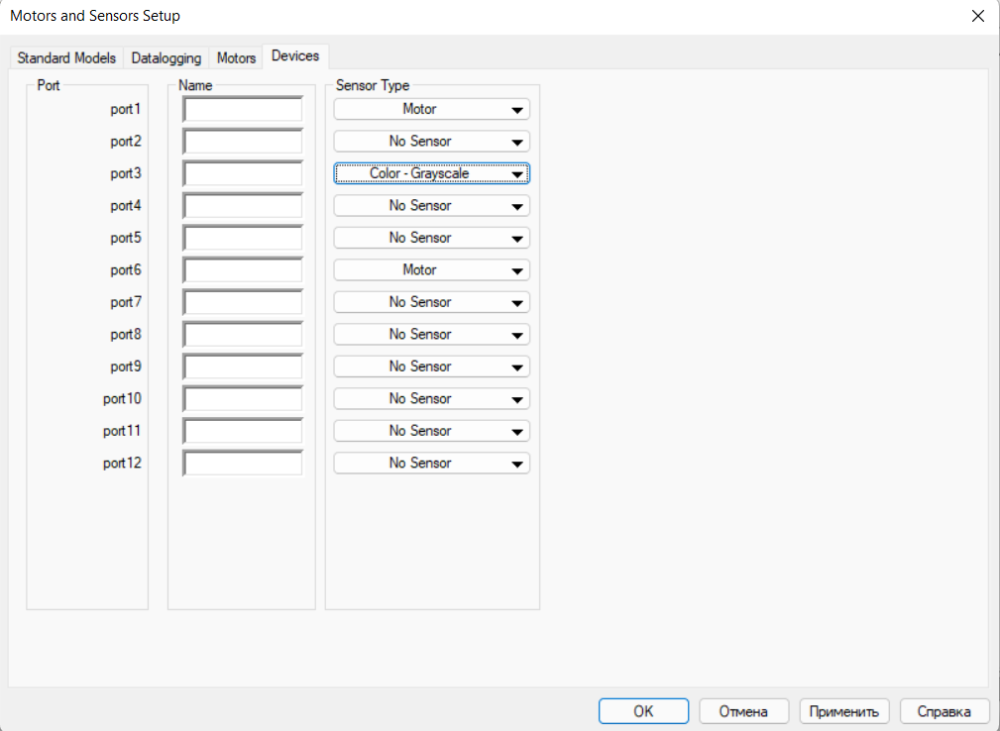 Motors and Sensors Setup
Standard Models Datalogging Motors Devices
Port Name Sensor Type
port1 Motor
port2 No Sensor
port3 Color - Grayscale
port4 No Sensor
port5 No Sensor
port6 Motor
port7 No Sensor
port8 No Sensor
port9 No Sensor
port10 No Sensor
port11 No Sensor
port12 No Sensor
OK Отмена Применить Справка